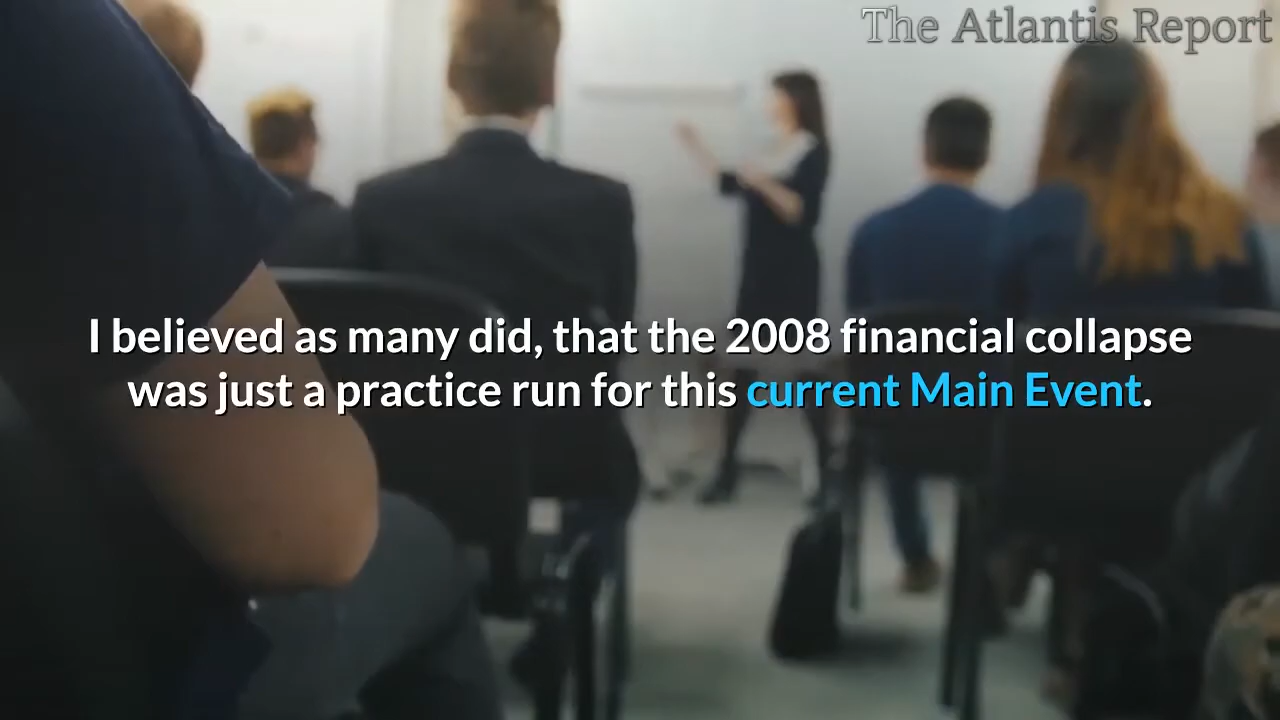 The Atlantis Report
I believed as many did, that the 2008 financial collapse
was just a practice run for this current Main Event.